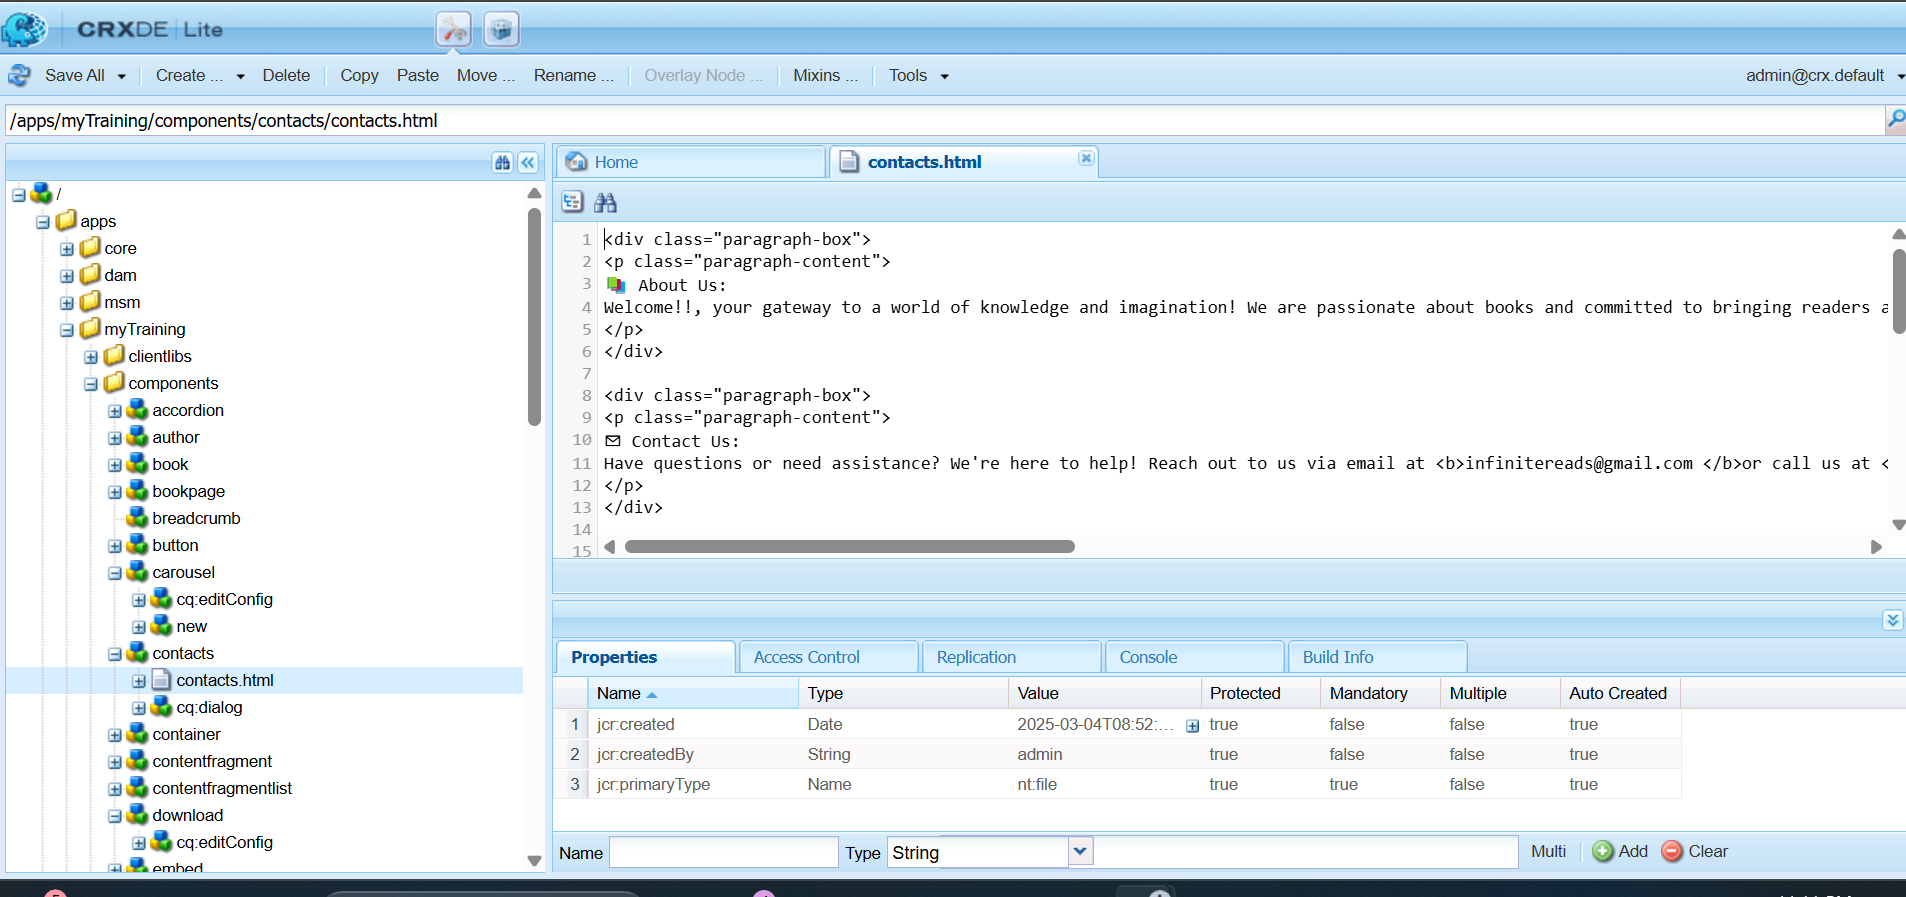 CRXDE | Lite
Save All Create ... Delete Copy Paste Move ... Rename ... Overlay Node ... Mixins ... Tools admin@crx.default
/apps/myTraining/components/contacts/contacts.html
Home contacts.html
/
apps
core
dam
msm
myTraining
clientlibs
components
accordion
author
book
bookpage
breadcrumb
button
carousel
cq:editConfig
new
contacts
contacts.html
cq:dialog
container
contentfragment
contentfragmentlist
download
cq:editConfig
embed
1 <div class="paragraph-box">
2 <p class="paragraph-content">
3 📚 About Us:
4 Welcome!!, your gateway to a world of knowledge and imagination! We are passionate about books and committed to bringing readers a
5 </p>
6 </div>
7
8 <div class="paragraph-box">
9 <p class="paragraph-content">
10 ✉ Contact Us:
11 Have questions or need assistance? We're here to help! Reach out to us via email at <b>infinitereads@gmail.com </b>or call us at <
12 </p>
13 </div>
14
15
Properties Access Control Replication Console Build Info
Name Type Value Protected Mandatory Multiple Auto Created
1 jcr:created Date 2025-03-04T08:52:... true false false true
2 jcr:createdBy String admin true false false true
3 jcr:primaryType Name nt:file true true false true
Name Type String Multi Add Clear